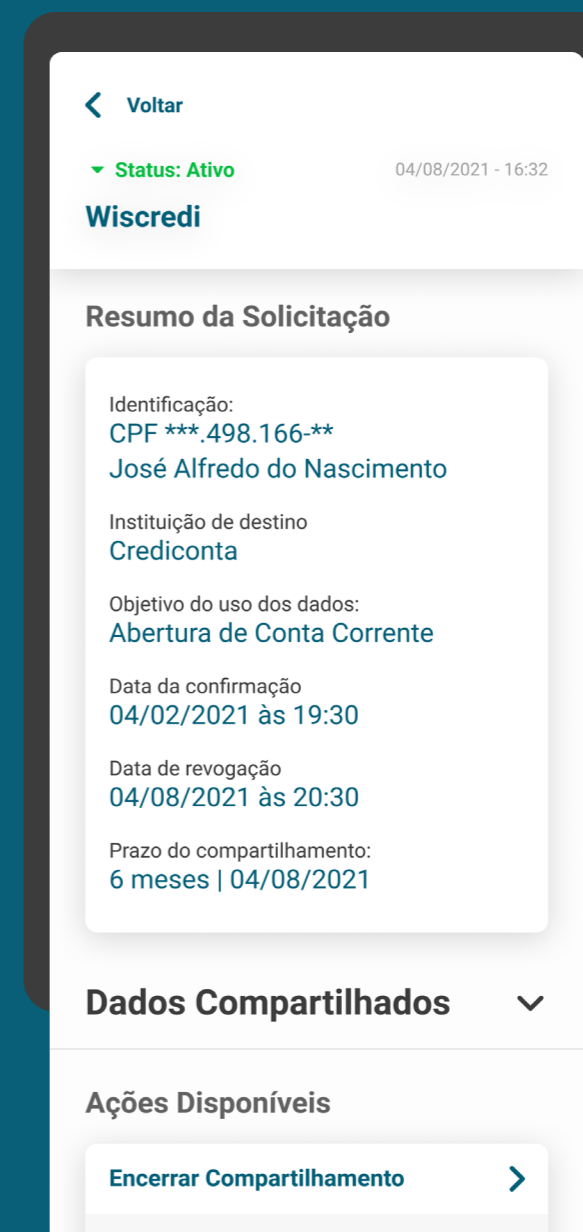 Voltar
Status: Ativo
04/08/2021 - 16:32
Wiscredi
Resumo da Solicitação
Identificação:
CPF ***.498.166-**
José Alfredo do Nascimento
Instituição de destino
Crediconta
Objetivo do uso dos dados:
Abertura de Conta Corrente
Data da confirmação
04/02/2021 às 19:30
Data de revogação
04/08/2021 às 20:30
Prazo do compartilhamento:
6 meses | 04/08/2021
Dados Compartilhados
Ações Disponíveis
Encerrar Compartilhamento